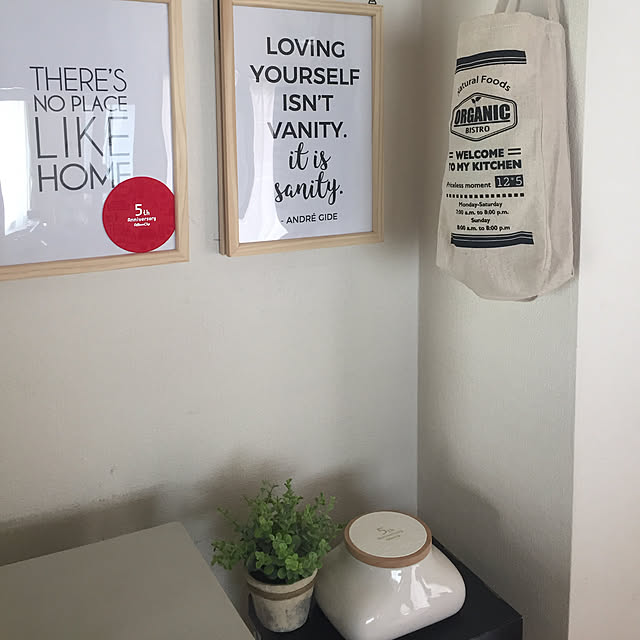 THERE'S
NO PLACE
LIKE
HOME
5th
Anniversary
LOViNG
YOURSELF
ISN'T
VANITY.
it is
sanity.
- ANDRÉ GIDE
Natural Foods
ORGANIC
BISTRO
WELCOME
TO MY KITCHEN
Priceless moment
Monday-Saturday
7:00 a.m. to 8:00 p.m.
Sunday
8:00 a.m. to 8:00 p.m
5th